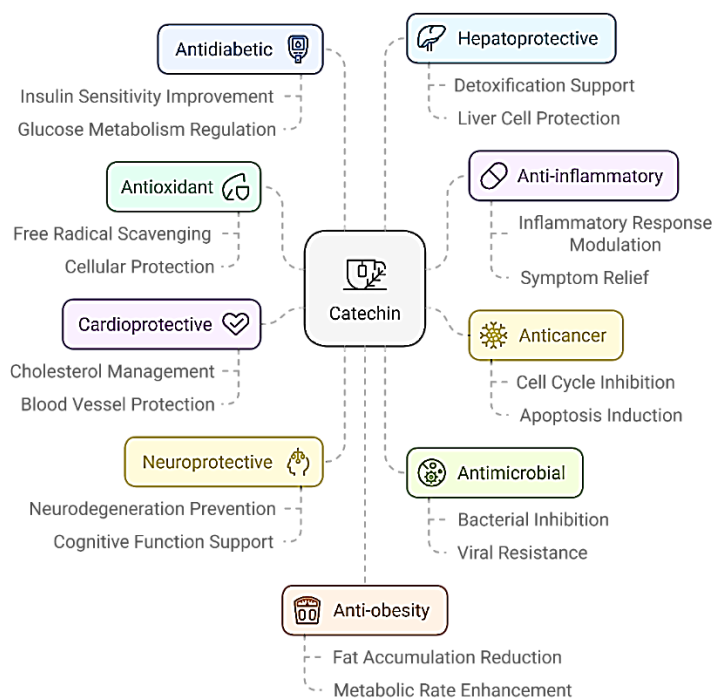 Antidiabetic
Insulin Sensitivity Improvement
Glucose Metabolism Regulation
Hepatoprotective
Detoxification Support
Liver Cell Protection
Antioxidant
Free Radical Scavenging
Cellular Protection
Anti-inflammatory
Inflammatory Response
Modulation
Symptom Relief
Catechin
Cardioprotective
Cholesterol Management
Blood Vessel Protection
Anticancer
Cell Cycle Inhibition
Apoptosis Induction
Neuroprotective
Neurodegeneration Prevention
Cognitive Function Support
Antimicrobial
Bacterial Inhibition
Viral Resistance
Anti-obesity
Fat Accumulation Reduction
Metabolic Rate Enhancement